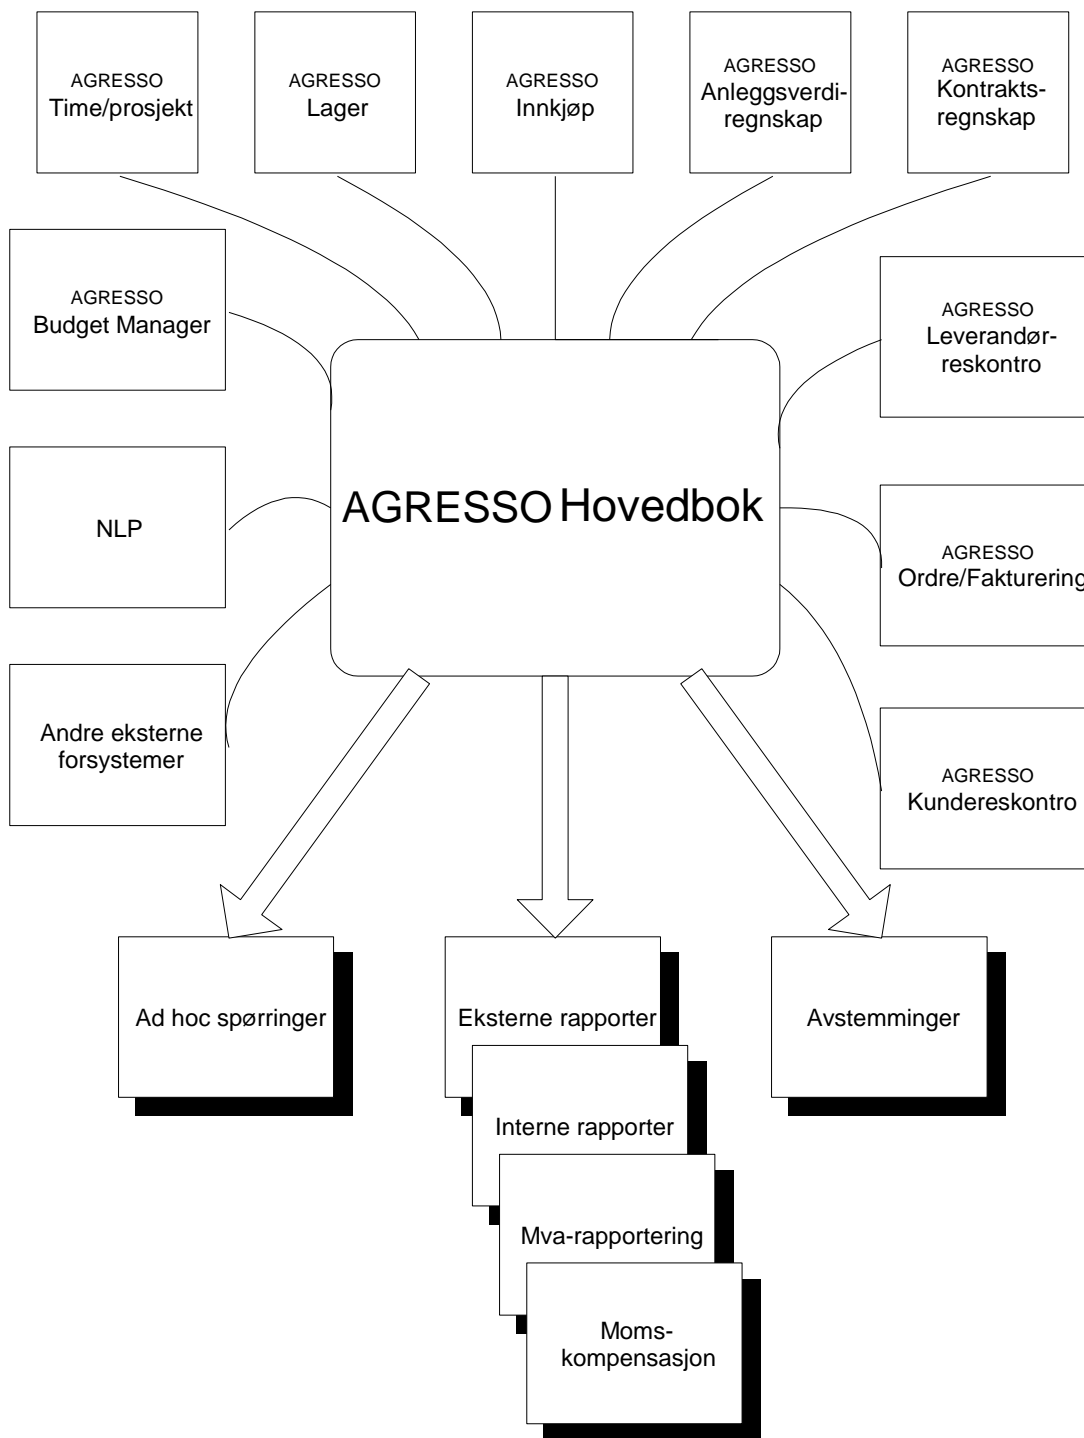 AGRESSO
Time/prosjekt
AGRESSO
Lager
AGRESSO
Innkjøp
AGRESSO
Anleggsverdi-
regnskap
AGRESSO
Kontrakts-
regnskap
AGRESSO
Budget Manager
AGRESSO
Leverandør-
reskontro
AGRESSO Hovedbok
NLP
AGRESSO
Ordre/Fakturering
Andre eksterne
forsystemer
AGRESSO
Kundereskontro
Ad hoc spørringer
Eksterne rapporter
Avstemminger
Interne rapporter
Mva-rapportering
Moms-
kompensasjon